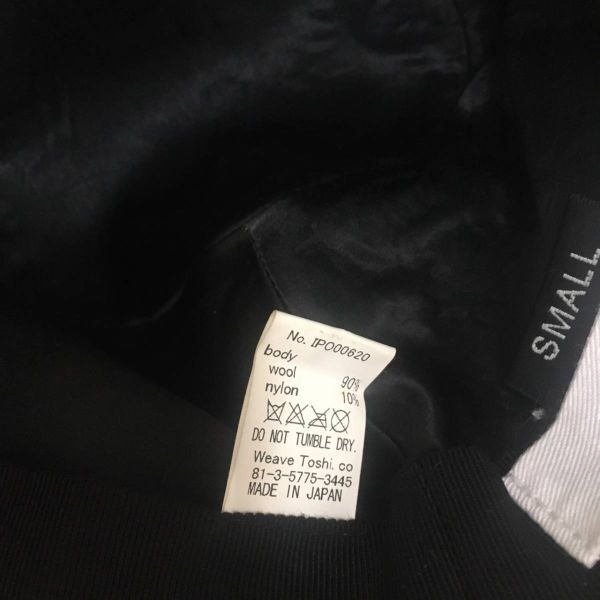 No. IPO00620
body
wool 90%
nylon 10%
DO NOT TUMBLE DRY.
Weave Toshi. co
81-3-5775-3445
MADE IN JAPAN
SMALL